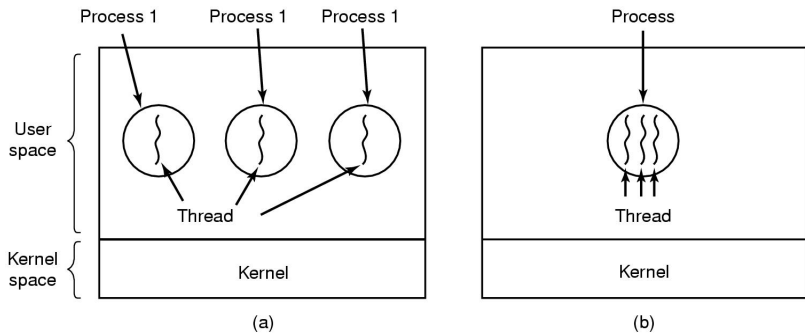 Process 1
Process 1
Process 1
Process
User
space
Thread
Thread
Kernel
space
Kernel
Kernel
(a)
(b)